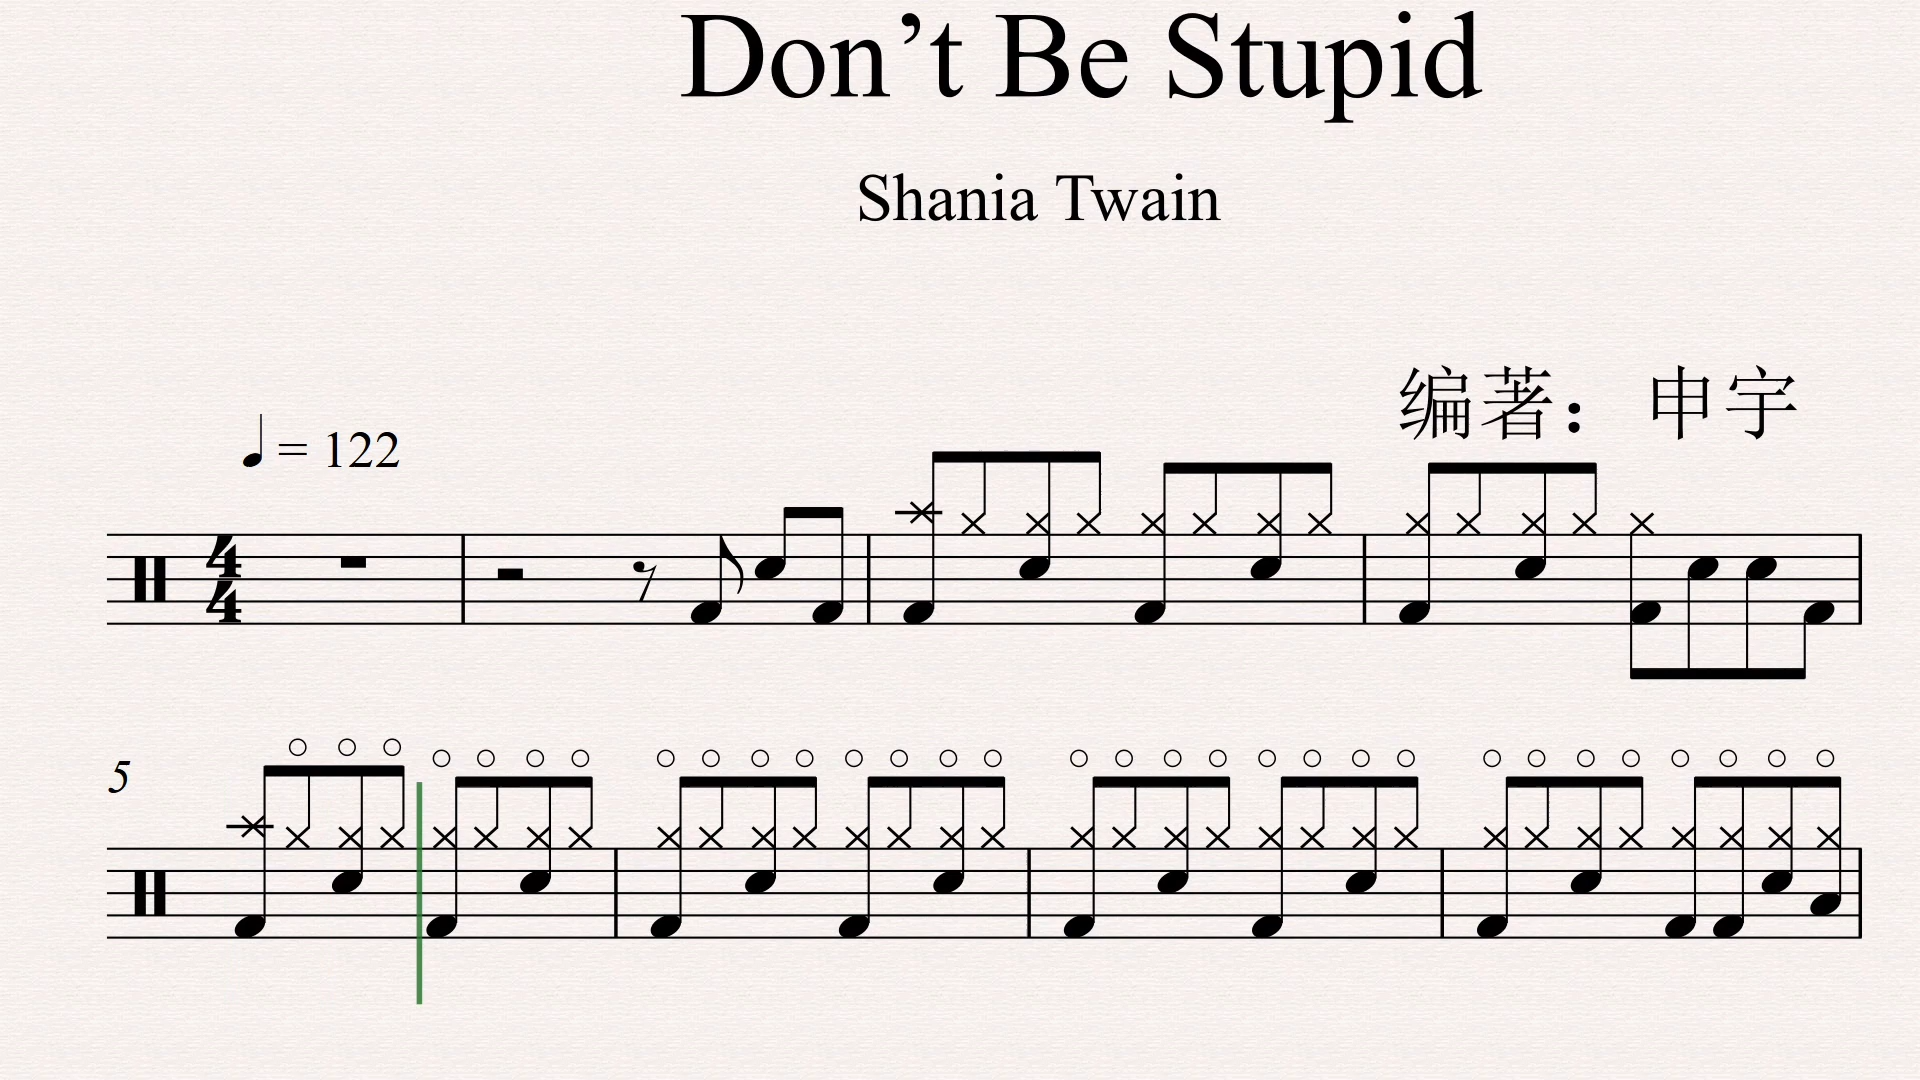 Don’t Be Stupid
Shania Twain
编著： 申宇
♩ = 122
4
4
5